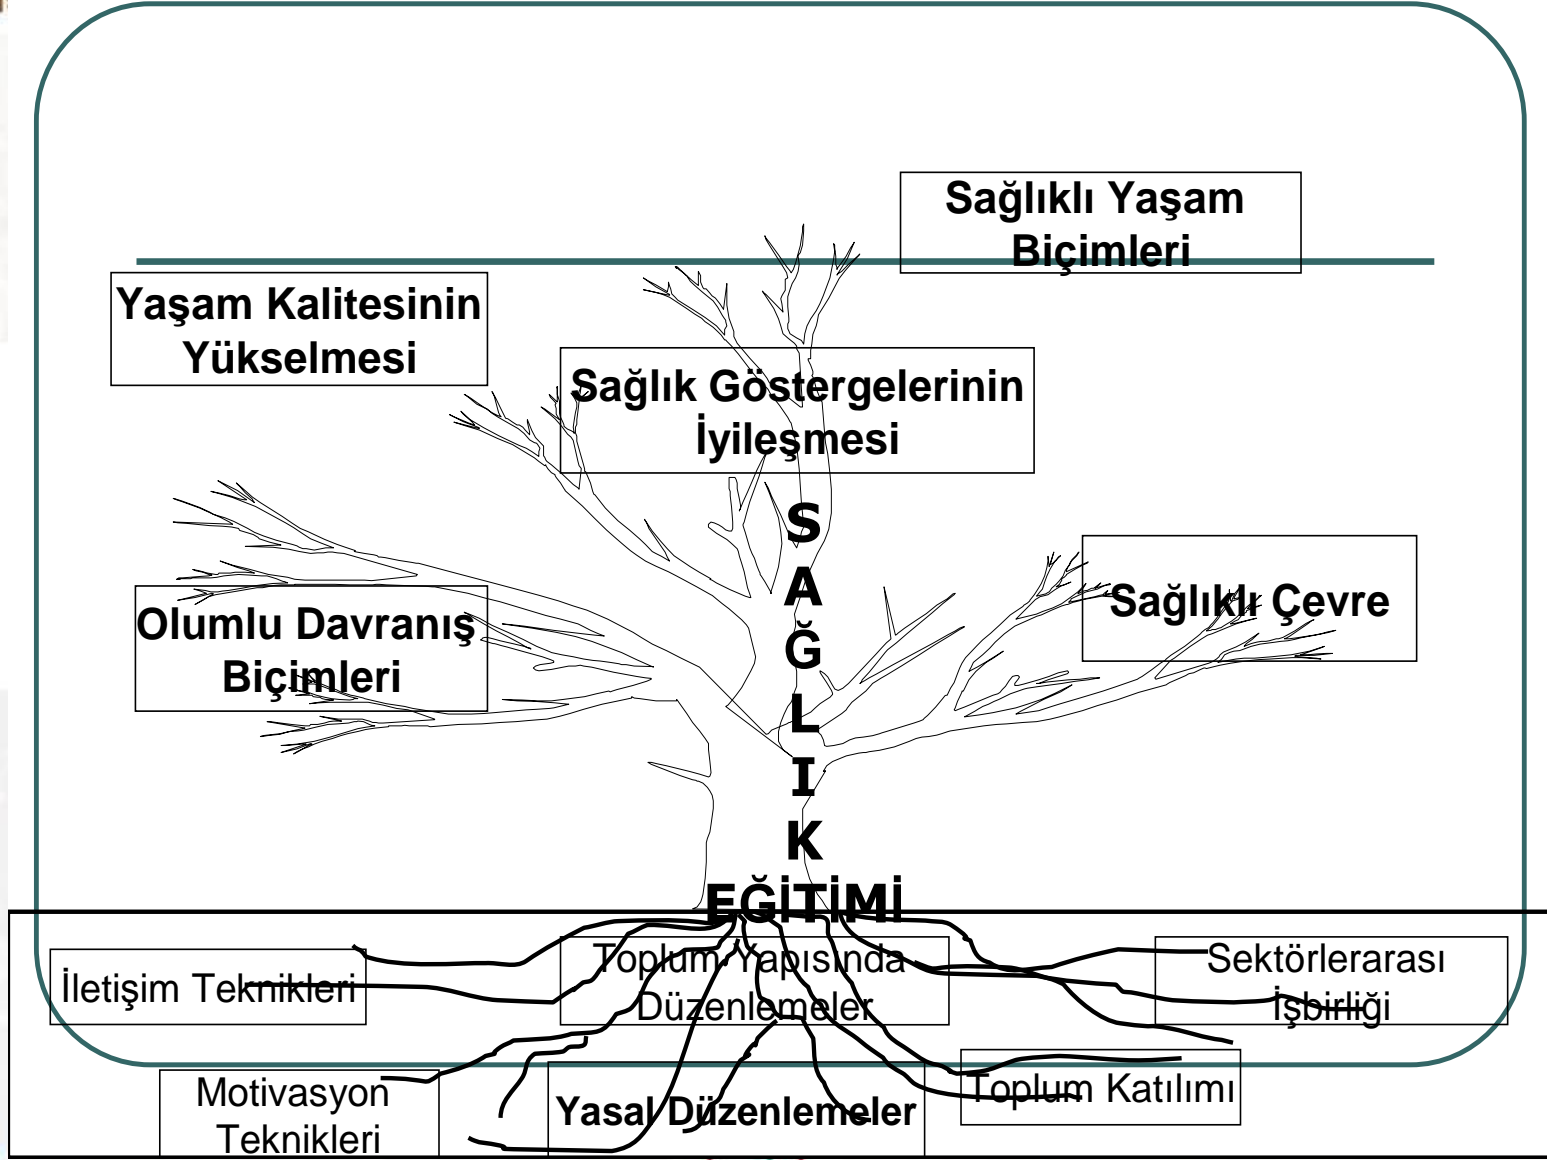 Sağlıklı Yaşam
Biçimleri
Yaşam Kalitesinin
Yükselmesi
Sağlık Göstergelerinin
İyileşmesi
Olumlu Davranış
Biçimleri
Sağlıklı Çevre
S
A
Ğ
L
I
K
EĞİTİMİ
İletişim Teknikleri
Toplum Yapısında
Düzenlemeler
Sektörlerarası
İşbirliği
Motivasyon
Teknikleri
Yasal Düzenlemeler
Toplum Katılımı